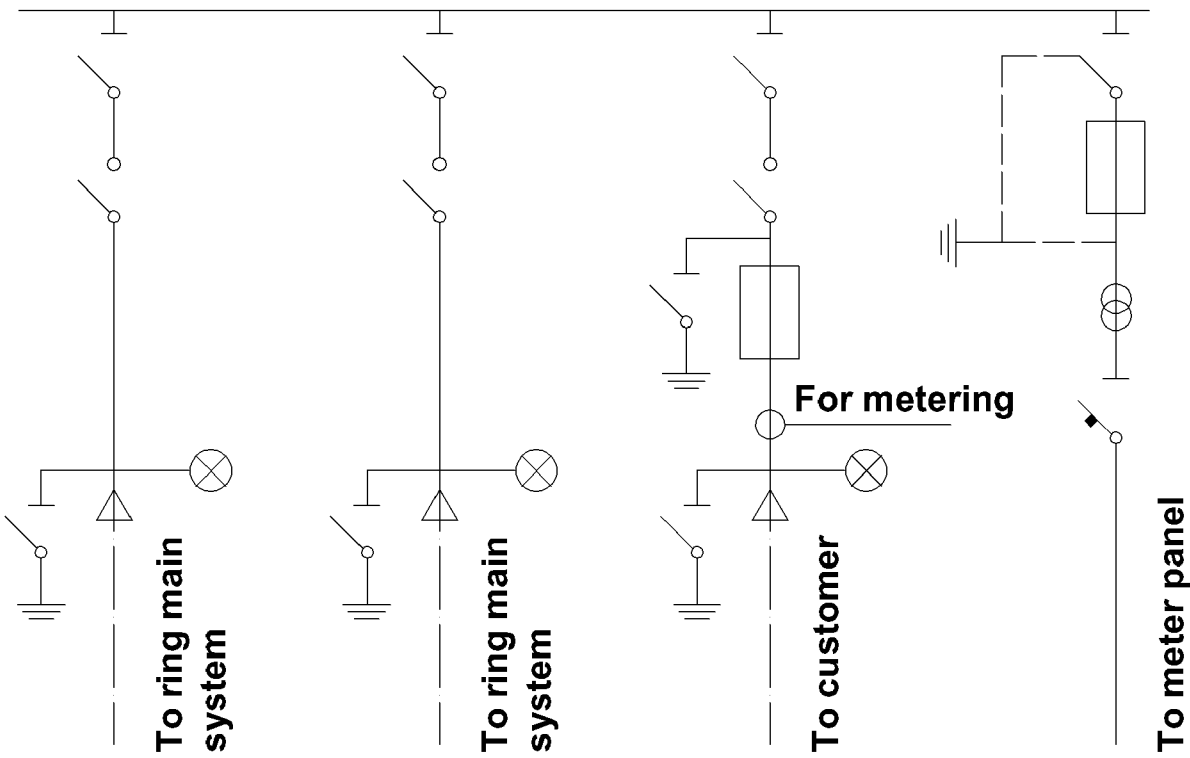 For metering
To ring main
system
To ring main
system
To customer
To meter panel